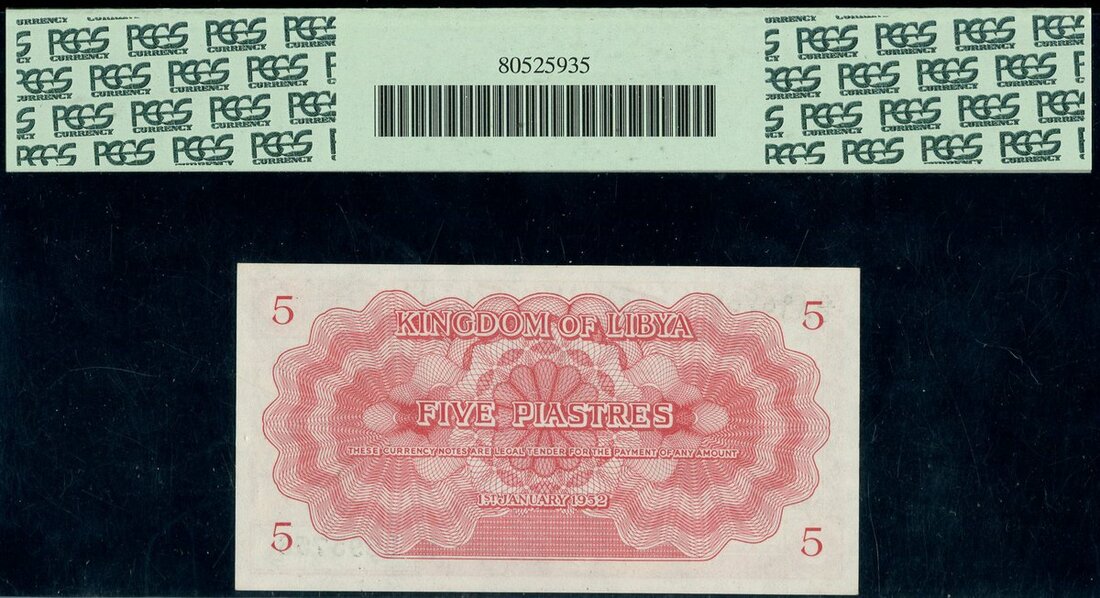 80525935
PCGS CURRENCY
5 5
KINGDOM OF LIBYA
FIVE PIASTRES
THESE CURRENCY NOTES ARE LEGAL TENDER FOR THE PAYMENT OF ANY AMOUNT
1ST JANUARY 1952
5 5